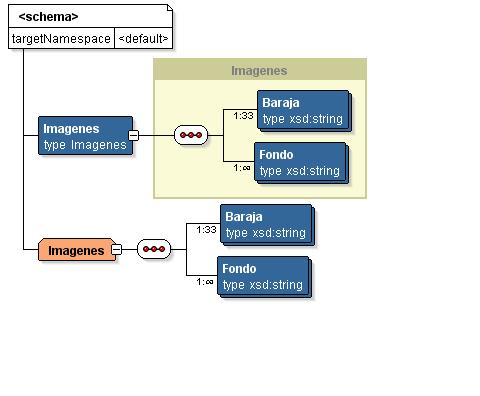 <schema>
targetNamespace <default>
Imagenes
Baraja
type xsd:string
1:33
Imagenes
type Imagenes
Fondo
type xsd:string
1:∞
Baraja
type xsd:string
1:33
Imagenes
Fondo
type xsd:string
1:∞